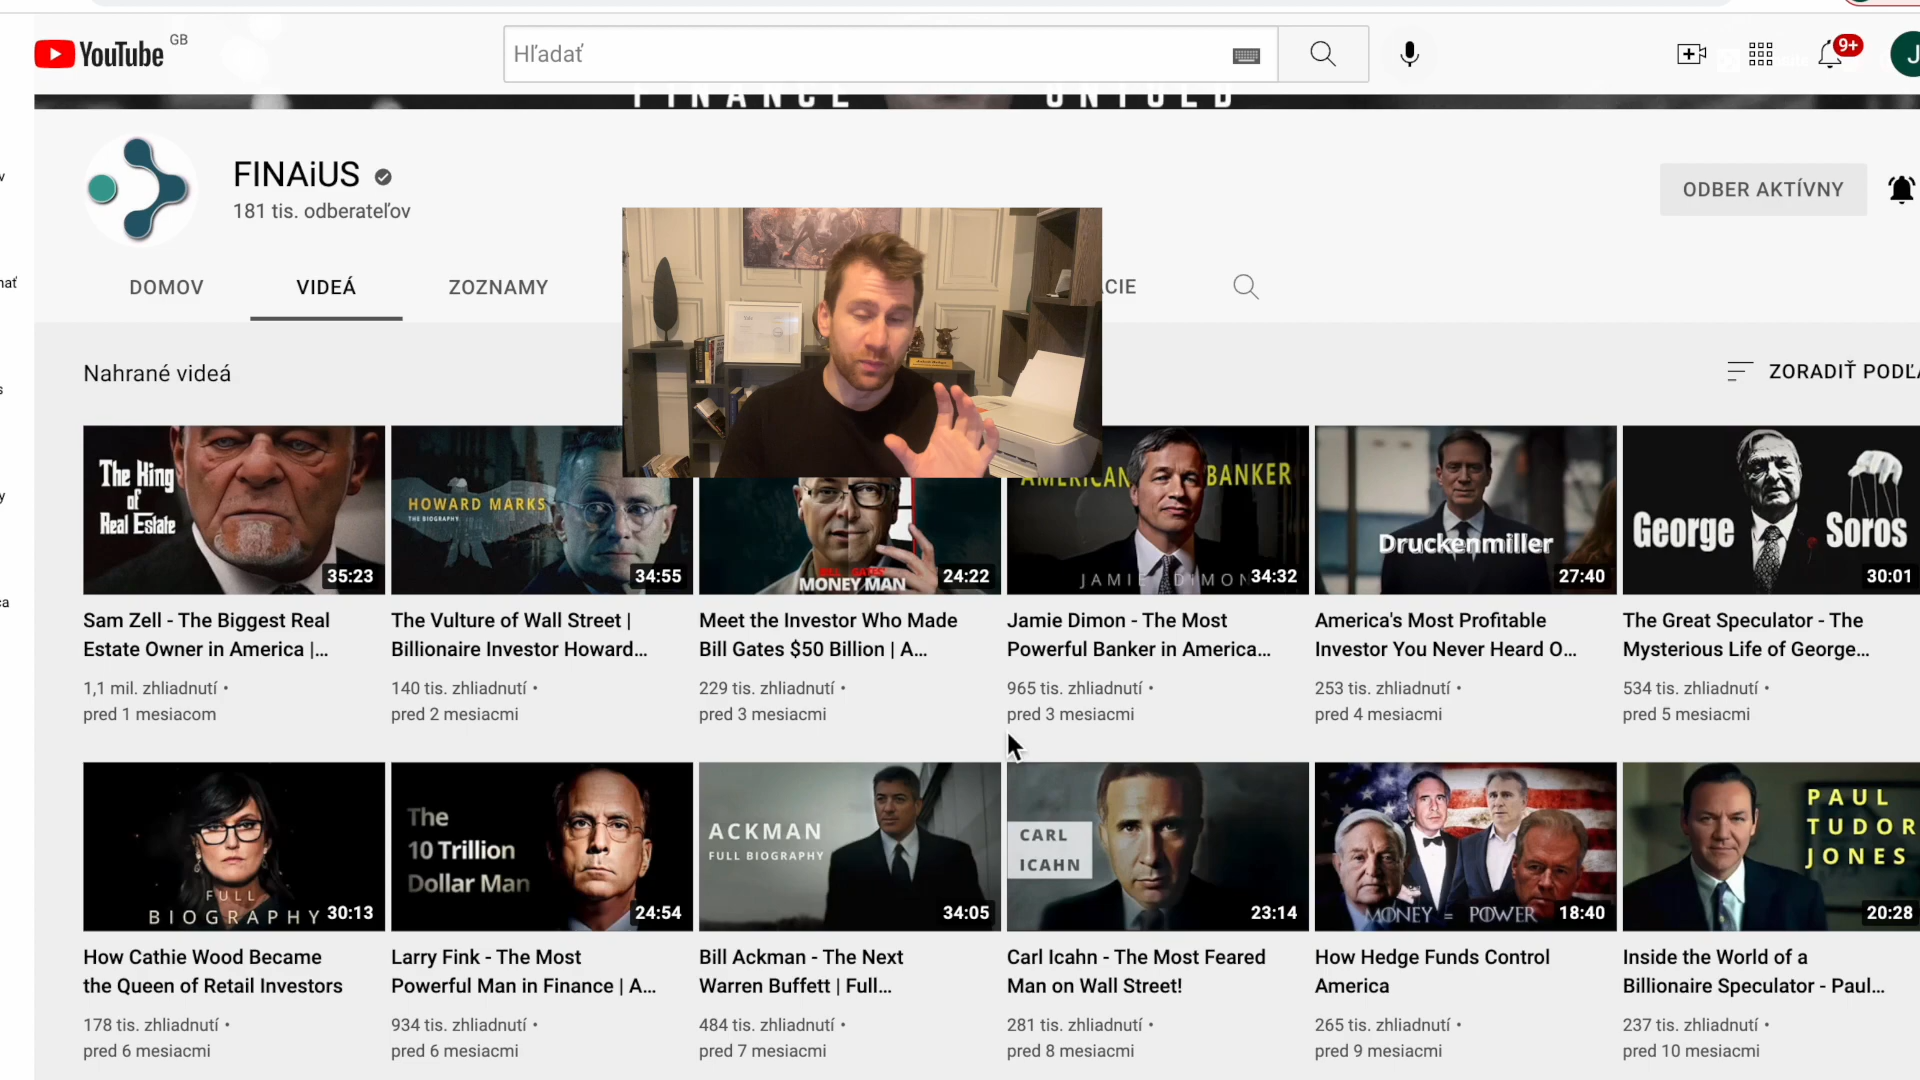 YouTube GB
Hľadať
9+
J
FINANCE UNTOLD
FINAiUS
181 tis. odberateľov
ODBER AKTÍVNY
DOMOV
VIDEÁ
ZOZNAMY
CIE
Nahrané videá
ZORADIŤ PODĽA
The King
of
Real Estate
35:23
HOWARD MARKS
THE BIOGRAPHY
34:55
BILL GATES
MONEY MAN
24:22
AMERICAN BANKER
JAMIE DIMON
34:32
Druckenmiller
27:40
George Soros
30:01
Sam Zell - The Biggest Real
Estate Owner in America |...
1,1 mil. zhliadnutí •
pred 1 mesiacom
The Vulture of Wall Street |
Billionaire Investor Howard...
140 tis. zhliadnutí •
pred 2 mesiacmi
Meet the Investor Who Made
Bill Gates $50 Billion | A...
229 tis. zhliadnutí •
pred 3 mesiacmi
Jamie Dimon - The Most
Powerful Banker in America...
965 tis. zhliadnutí •
pred 3 mesiacmi
America's Most Profitable
Investor You Never Heard O...
253 tis. zhliadnutí •
pred 4 mesiacmi
The Great Speculator - The
Mysterious Life of George...
534 tis. zhliadnutí •
pred 5 mesiacmi
FULL
BIOGRAPHY
30:13
The
10 Trillion
Dollar Man
24:54
ACKMAN
FULL BIOGRAPHY
34:05
CARL
ICAHN
23:14
MONEY = POWER
18:40
PAUL
TUDOR
JONES
20:28
How Cathie Wood Became
the Queen of Retail Investors
178 tis. zhliadnutí •
pred 6 mesiacmi
Larry Fink - The Most
Powerful Man in Finance | A...
934 tis. zhliadnutí •
pred 6 mesiacmi
Bill Ackman - The Next
Warren Buffett | Full...
484 tis. zhliadnutí •
pred 7 mesiacmi
Carl Icahn - The Most Feared
Man on Wall Street!
281 tis. zhliadnutí •
pred 8 mesiacmi
How Hedge Funds Control
America
265 tis. zhliadnutí •
pred 9 mesiacmi
Inside the World of a
Billionaire Speculator - Paul...
237 tis. zhliadnutí •
pred 10 mesiacmi